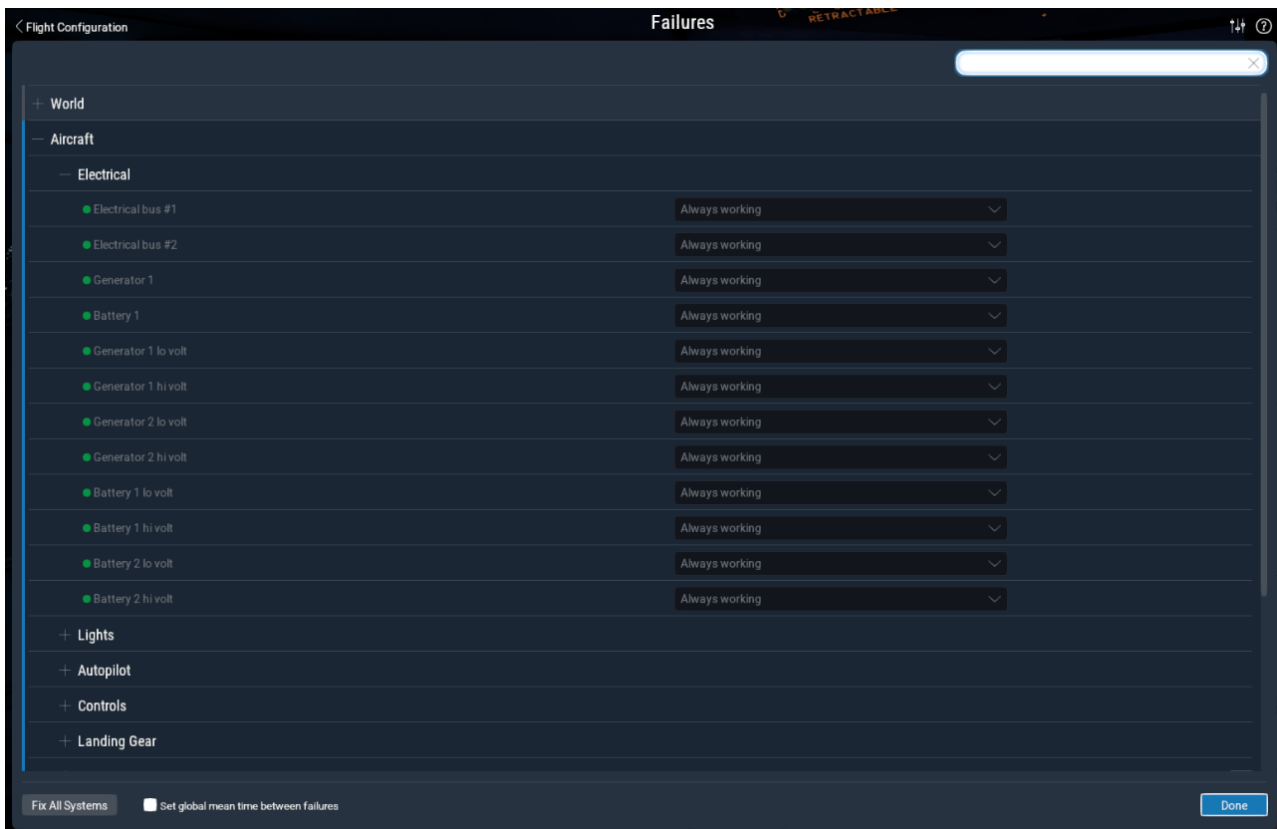 RETRACTABLE
Flight Configuration
Failures
World
Aircraft
Electrical
Electrical bus #1 Always working
Electrical bus #2 Always working
Generator 1 Always working
Battery 1 Always working
Generator 1 lo volt Always working
Generator 1 hi volt Always working
Generator 2 lo volt Always working
Generator 2 hi volt Always working
Battery 1 lo volt Always working
Battery 1 hi volt Always working
Battery 2 lo volt Always working
Battery 2 hi volt Always working
Lights
Autopilot
Controls
Landing Gear
Fix All Systems Set global mean time between failures Done